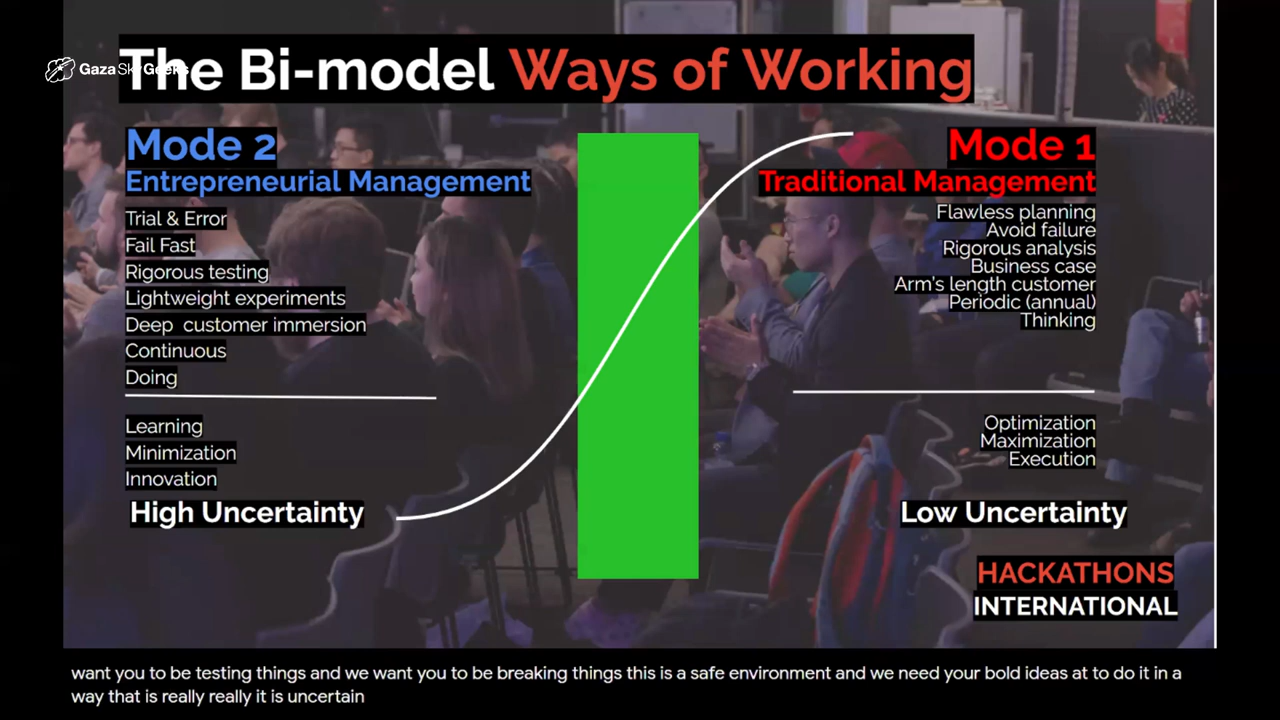 The Bi-model Ways of Working
Gaza Sky Geeks
Mode 2
Entrepreneurial Management
Trial & Error
Fail Fast
Rigorous testing
Lightweight experiments
Deep customer immersion
Continuous
Doing
Learning
Minimization
Innovation
High Uncertainty
Mode 1
Traditional Management
Flawless planning
Avoid failure
Rigorous analysis
Business case
Arm's length customer
Periodic (annual)
Thinking
Optimization
Maximization
Execution
Low Uncertainty
HACKATHONS
INTERNATIONAL
want you to be testing things and we want you to be breaking things this is a safe environment and we need your bold ideas at to do it in a
way that is really really it is uncertain